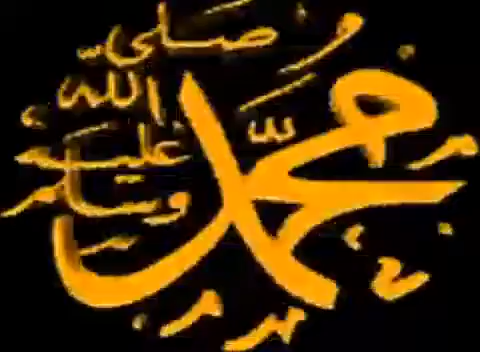 محمد
صلى
الله
عليه
وسلم